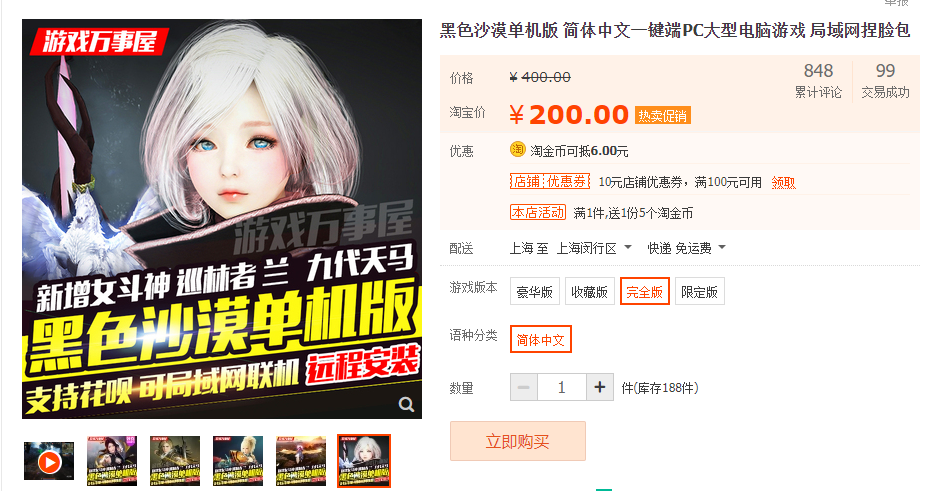 举报
游戏万事屋
游戏万事屋
新增女斗神 巡林者 兰 九代天马
黑色沙漠单机版
支持花呗 可局域网联机 远程安装
黑色沙漠单机版 简体中文一键端PC大型电脑游戏 局域网捏脸包
价格 ¥ 400.00
848 累计评论
99 交易成功
淘宝价 ¥ 200.00 热卖促销
优惠 淘 淘金币可抵6.00元
店铺 优惠券 10元店铺优惠券，满100元可用 领取
本店活动 满1件,送1份5个淘金币
配送 上海 至 上海闵行区 快递 免运费
游戏版本 豪华版 收藏版 完全版 限定版
语种分类 简体中文
数量 − 1 + 件(库存188件)
立即购买